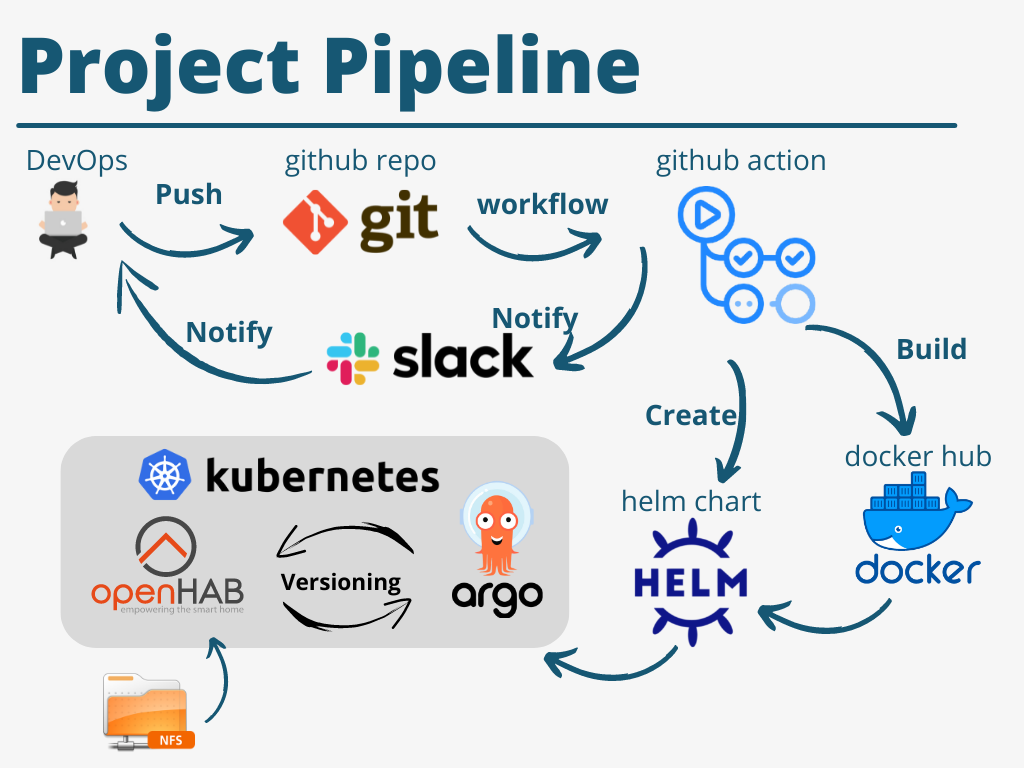 Project Pipeline
DevOps
github repo
github action
Push
git
workflow
Notify
slack
Notify
Build
Create
docker hub
docker
helm chart
HELM
kubernetes
openHAB
empowering the smart home
Versioning
argo
NFS